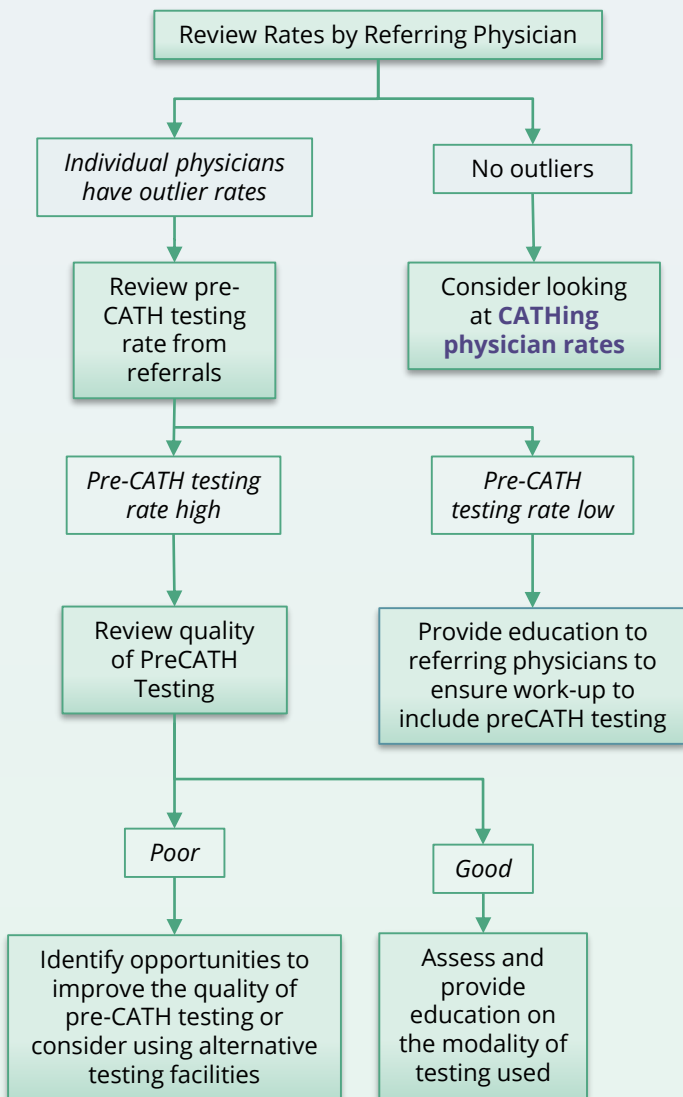 Review Rates by Referring Physician
Individual physicians
have outlier rates
No outliers
Review pre-
CATH testing
rate from
referrals
Consider looking
at CATHing
physician rates
Pre-CATH testing
rate high
Pre-CATH
testing rate low
Review quality
of PreCATH
Testing
Provide education to
referring physicians to
ensure work-up to
include preCATH testing
Poor
Good
Identify opportunities to
improve the quality of
pre-CATH testing or
consider using alternative
testing facilities
Assess and
provide
education on
the modality of
testing used